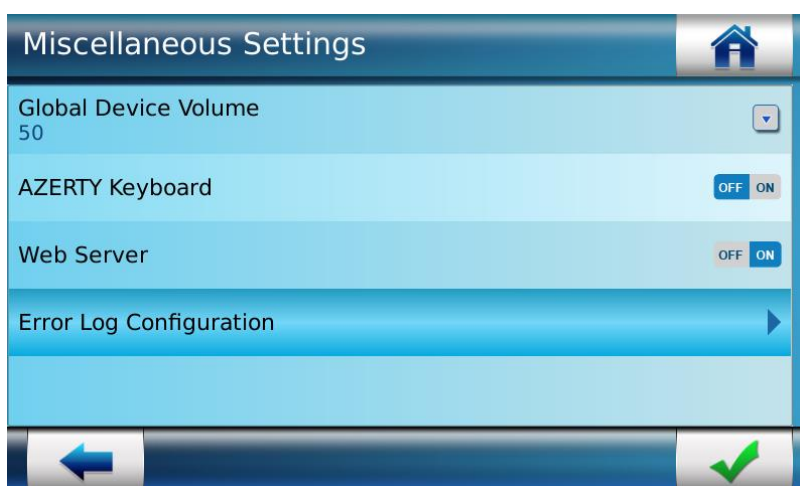 Miscellaneous Settings
Global Device Volume
50
AZERTY Keyboard
OFF ON
Web Server
OFF ON
Error Log Configuration